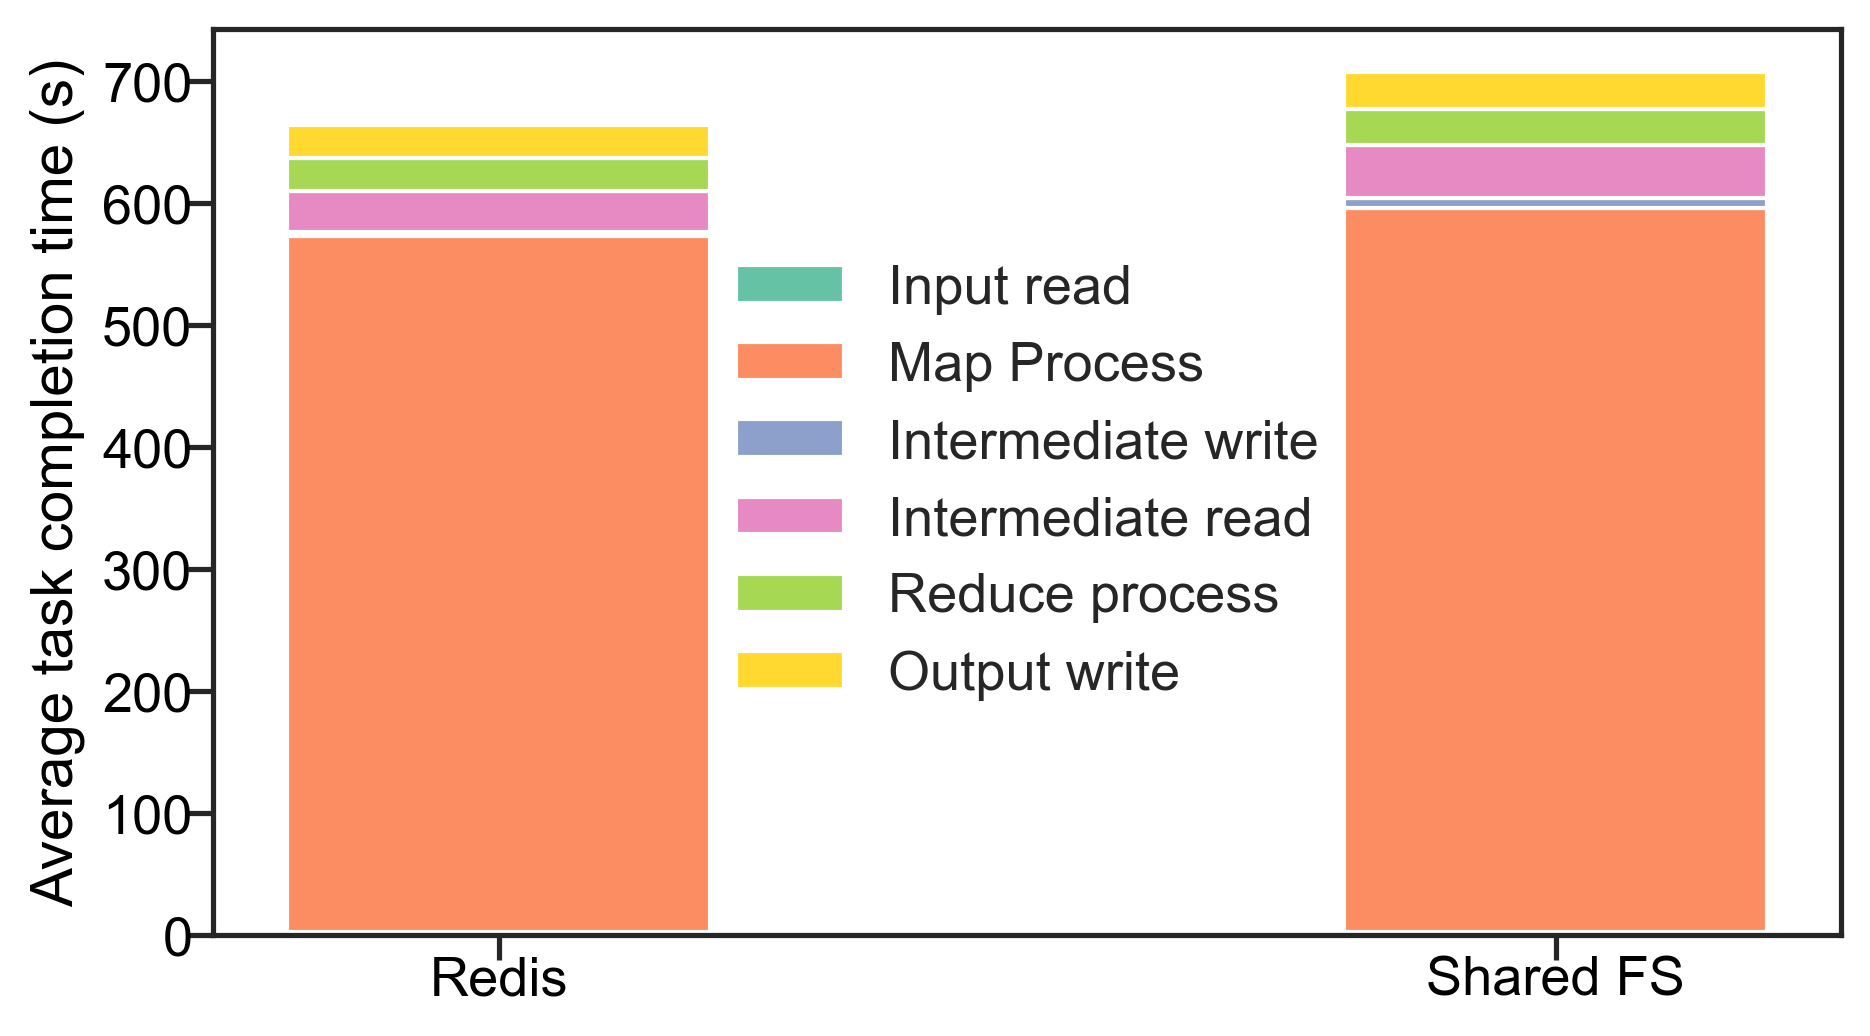 Average task completion time (s)
700
600
500
400
300
200
100
0
Input read
Map Process
Intermediate write
Intermediate read
Reduce process
Output write
Redis
Shared FS